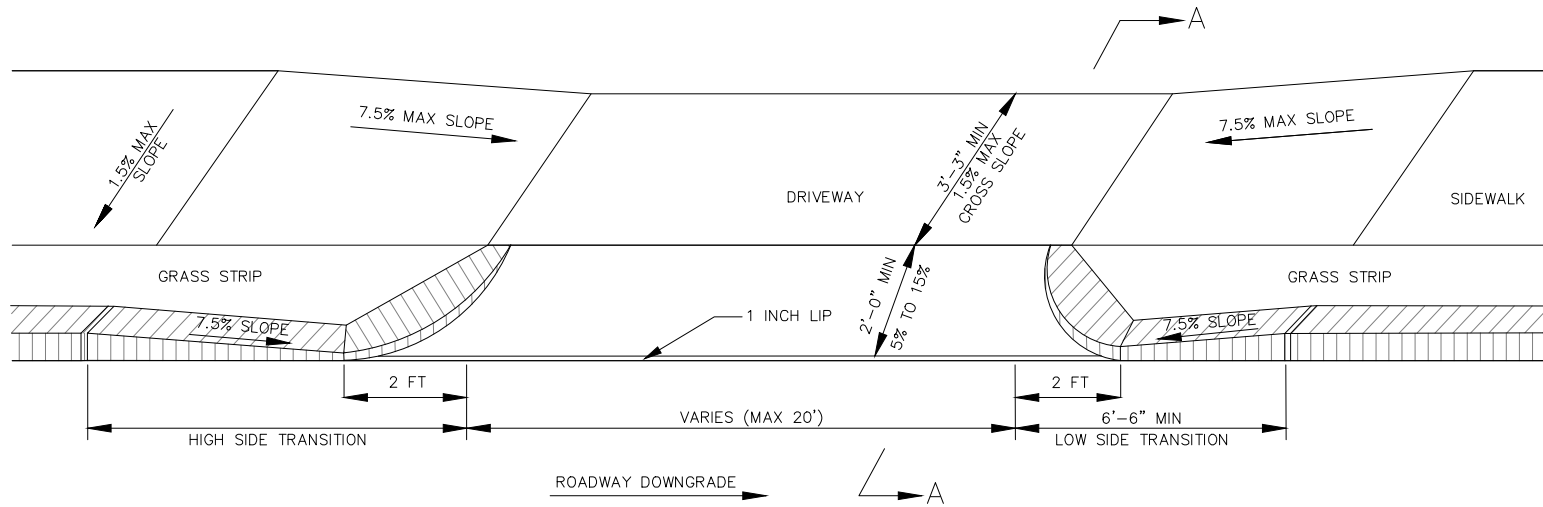 A
7.5% MAX SLOPE
7.5% MAX SLOPE
1.5% MAX
SLOPE
3'-3" MIN
1.5% MAX
CROSS SLOPE
DRIVEWAY
SIDEWALK
GRASS STRIP
GRASS STRIP
2'-0" MIN
5% TO 15%
1 INCH LIP
7.5% SLOPE
7.5% SLOPE
2 FT
2 FT
VARIES (MAX 20')
6'-6" MIN
HIGH SIDE TRANSITION
LOW SIDE TRANSITION
ROADWAY DOWNGRADE
A